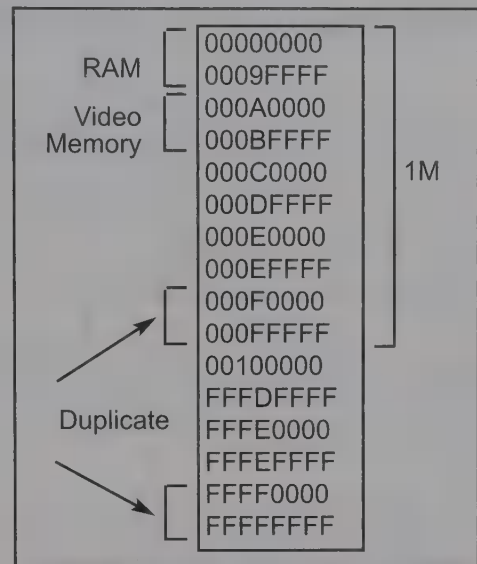 RAM
Video
Memory
00000000
0009FFFF
000A0000
000BFFFF
000C0000
000DFFFF
000E0000
000EFFFF
000F0000
000FFFFF
00100000
FFFDFFFF
FFFE0000
FFFEFFFF
FFFF0000
FFFFFFFF
1M
Duplicate